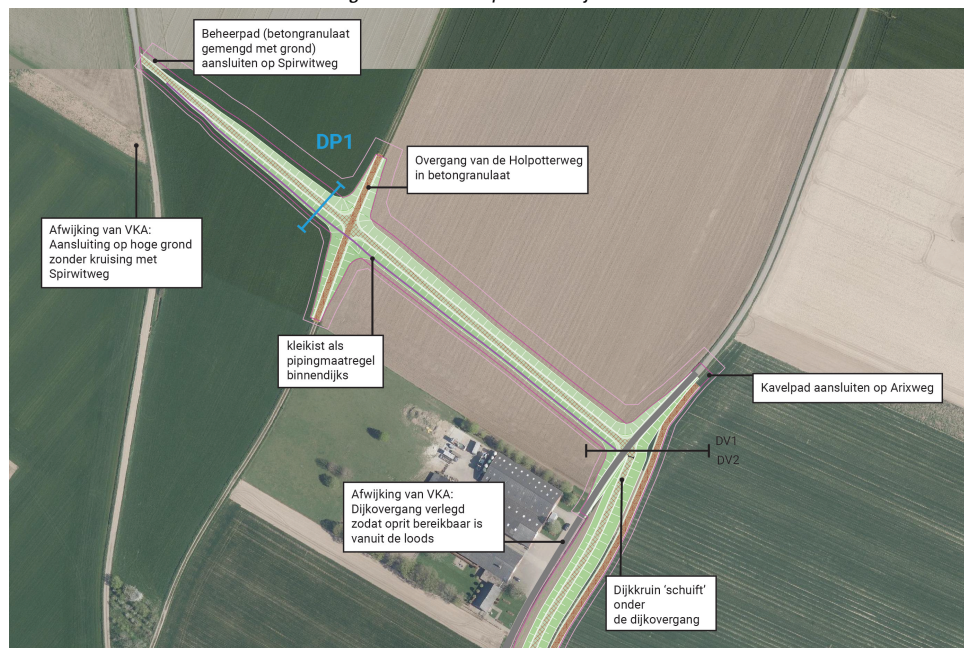 Beheerpad (betongranulaat
gemengd met grond)
aansluiten op Spirwitweg
DP1
Overgang van de Holpotterweg
in betongranulaat
Afwijking van VKA:
Aansluiting op hoge grond
zonder kruising met
Spirwitweg
kleikist als
pipingmaatregel
binnendijks
Kavelpad aansluiten op Arixweg
DV1
DV2
Afwijking van VKA:
Dijkovergang verlegd
zodat oprit bereikbaar is
vanuit de loods
Dijkkruin ‘schuift’
onder
de dijkovergang